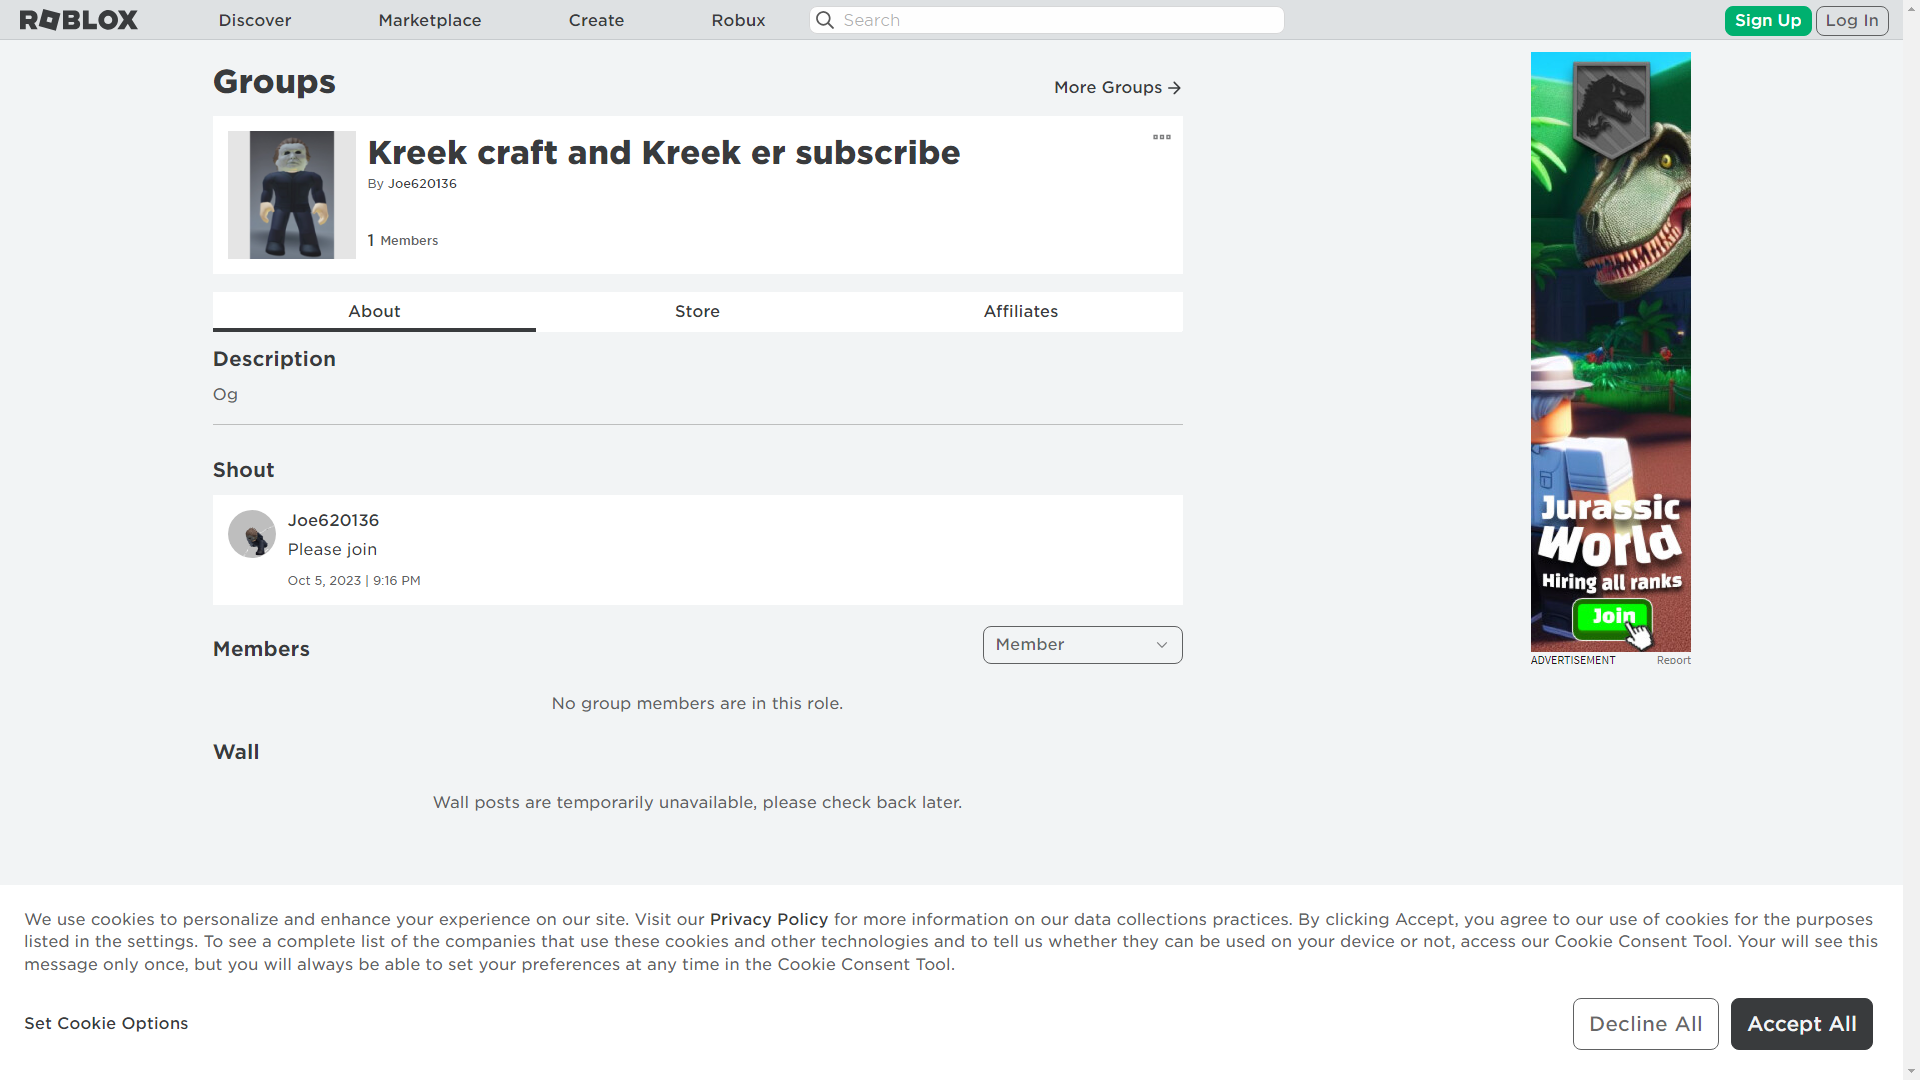 ROBLOX
Discover
Marketplace
Create
Robux
Search
Sign Up
Log In
Groups
More Groups
Kreek craft and Kreek er subscribe
By Joe620136
1 Members
About
Store
Affiliates
Description
Og
Shout
Joe620136
Please join
Oct 5, 2023 | 9:16 PM
Members
Member
No group members are in this role.
Wall
Wall posts are temporarily unavailable, please check back later.
Jurassic
World
Hiring all ranks
Join
ADVERTISEMENT
Report
We use cookies to personalize and enhance your experience on our site. Visit our Privacy Policy for more information on our data collections practices. By clicking Accept, you agree to our use of cookies for the purposes
listed in the settings. To see a complete list of the companies that use these cookies and other technologies and to tell us whether they can be used on your device or not, access our Cookie Consent Tool. Your will see this
message only once, but you will always be able to set your preferences at any time in the Cookie Consent Tool.
Set Cookie Options
Decline All
Accept All